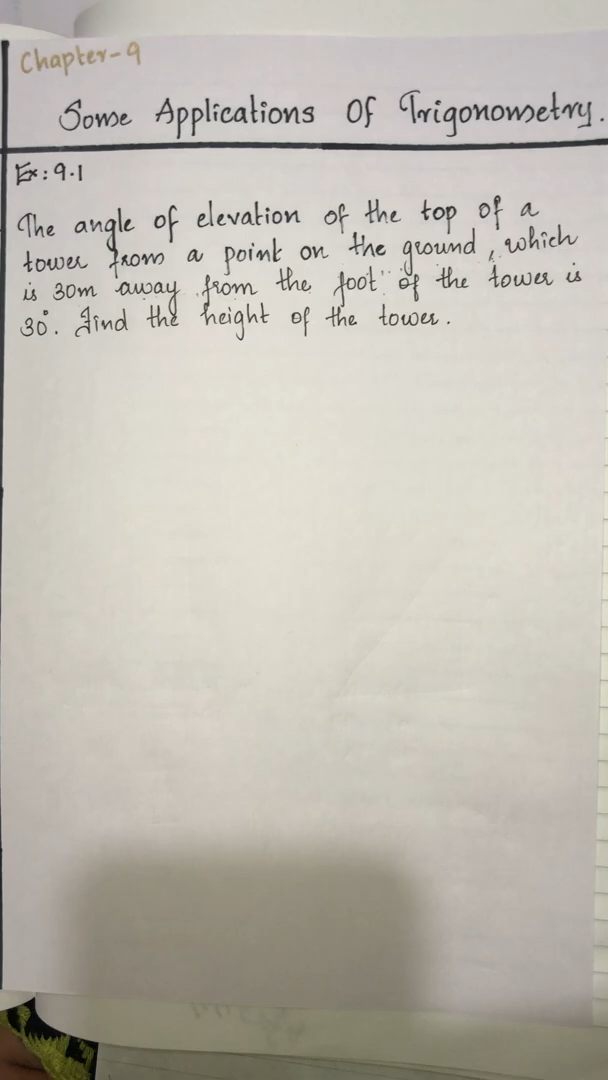 Chapter-9
Some Applications Of Trigonometry.
Ex: 9.1
The angle of elevation of the top of a
tower from a point on the ground, which
is 30m away from the foot of the tower is
30°. Find the height of the tower.